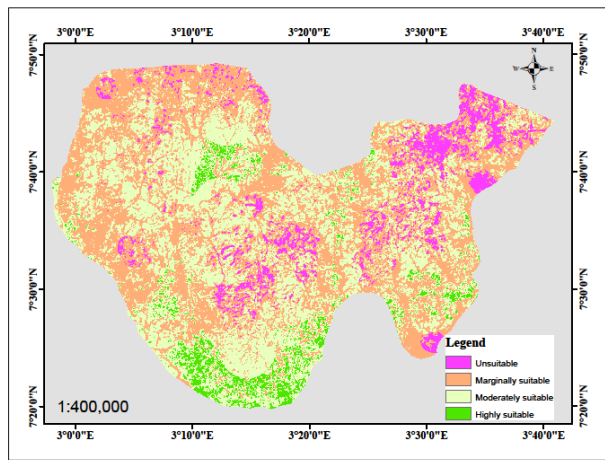 3°0'0"E 3°10'0"E 3°20'0"E 3°30'0"E 3°40'0"E
7°50'0"N 7°50'0"N
N
W E
S
7°40'0"N 7°40'0"N
7°30'0"N 7°30'0"N
Legend
Unsuitable
Marginally suitable
Moderately suitable
Highly suitable
1:400,000
7°20'0"N 7°20'0"N
3°0'0"E 3°10'0"E 3°20'0"E 3°30'0"E 3°40'0"E